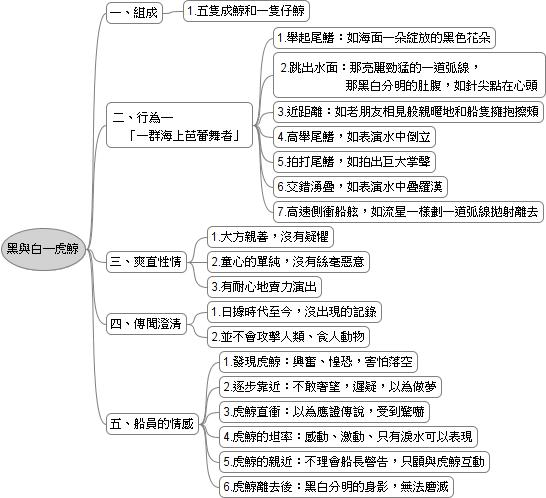 黑與白—虎鯨
一、組成
1.五隻成鯨和一隻仔鯨
二、行為—
「一群海上芭蕾舞者」
1.舉起尾鰭：如海面一朵綻放的黑色花朵
2.跳出水面：那亮麗勁猛的一道弧線，
那黑白分明的肚腹，如針尖點在心頭
3.近距離：如老朋友相見般親暱地和船隻擁抱擦頰
4.高舉尾鰭，如表演水中倒立
5.拍打尾鰭，如拍出巨大掌聲
6.交錯湧疊，如表演水中疊羅漢
7.高速側衝船舷，如流星一樣劃一道弧線拋射離去
三、爽直性情
1.大方親善，沒有疑懼
2.童心的單純，沒有絲毫惡意
3.有耐心地賣力演出
四、傳聞澄清
1.日據時代至今，沒出現的記錄
2.並不會攻擊人類、食人動物
五、船員的情感
1.發現虎鯨：興奮、惶恐，害怕落空
2.逐步靠近：不敢奢望，遲疑，以為做夢
3.虎鯨直衝：以為應證傳說，受到驚嚇
4.虎鯨的坦率：感動、激動、只有淚水可以表現
5.虎鯨的親近：不理會船長警告，只顧與虎鯨互動
6.虎鯨離去後：黑白分明的身影，無法磨滅